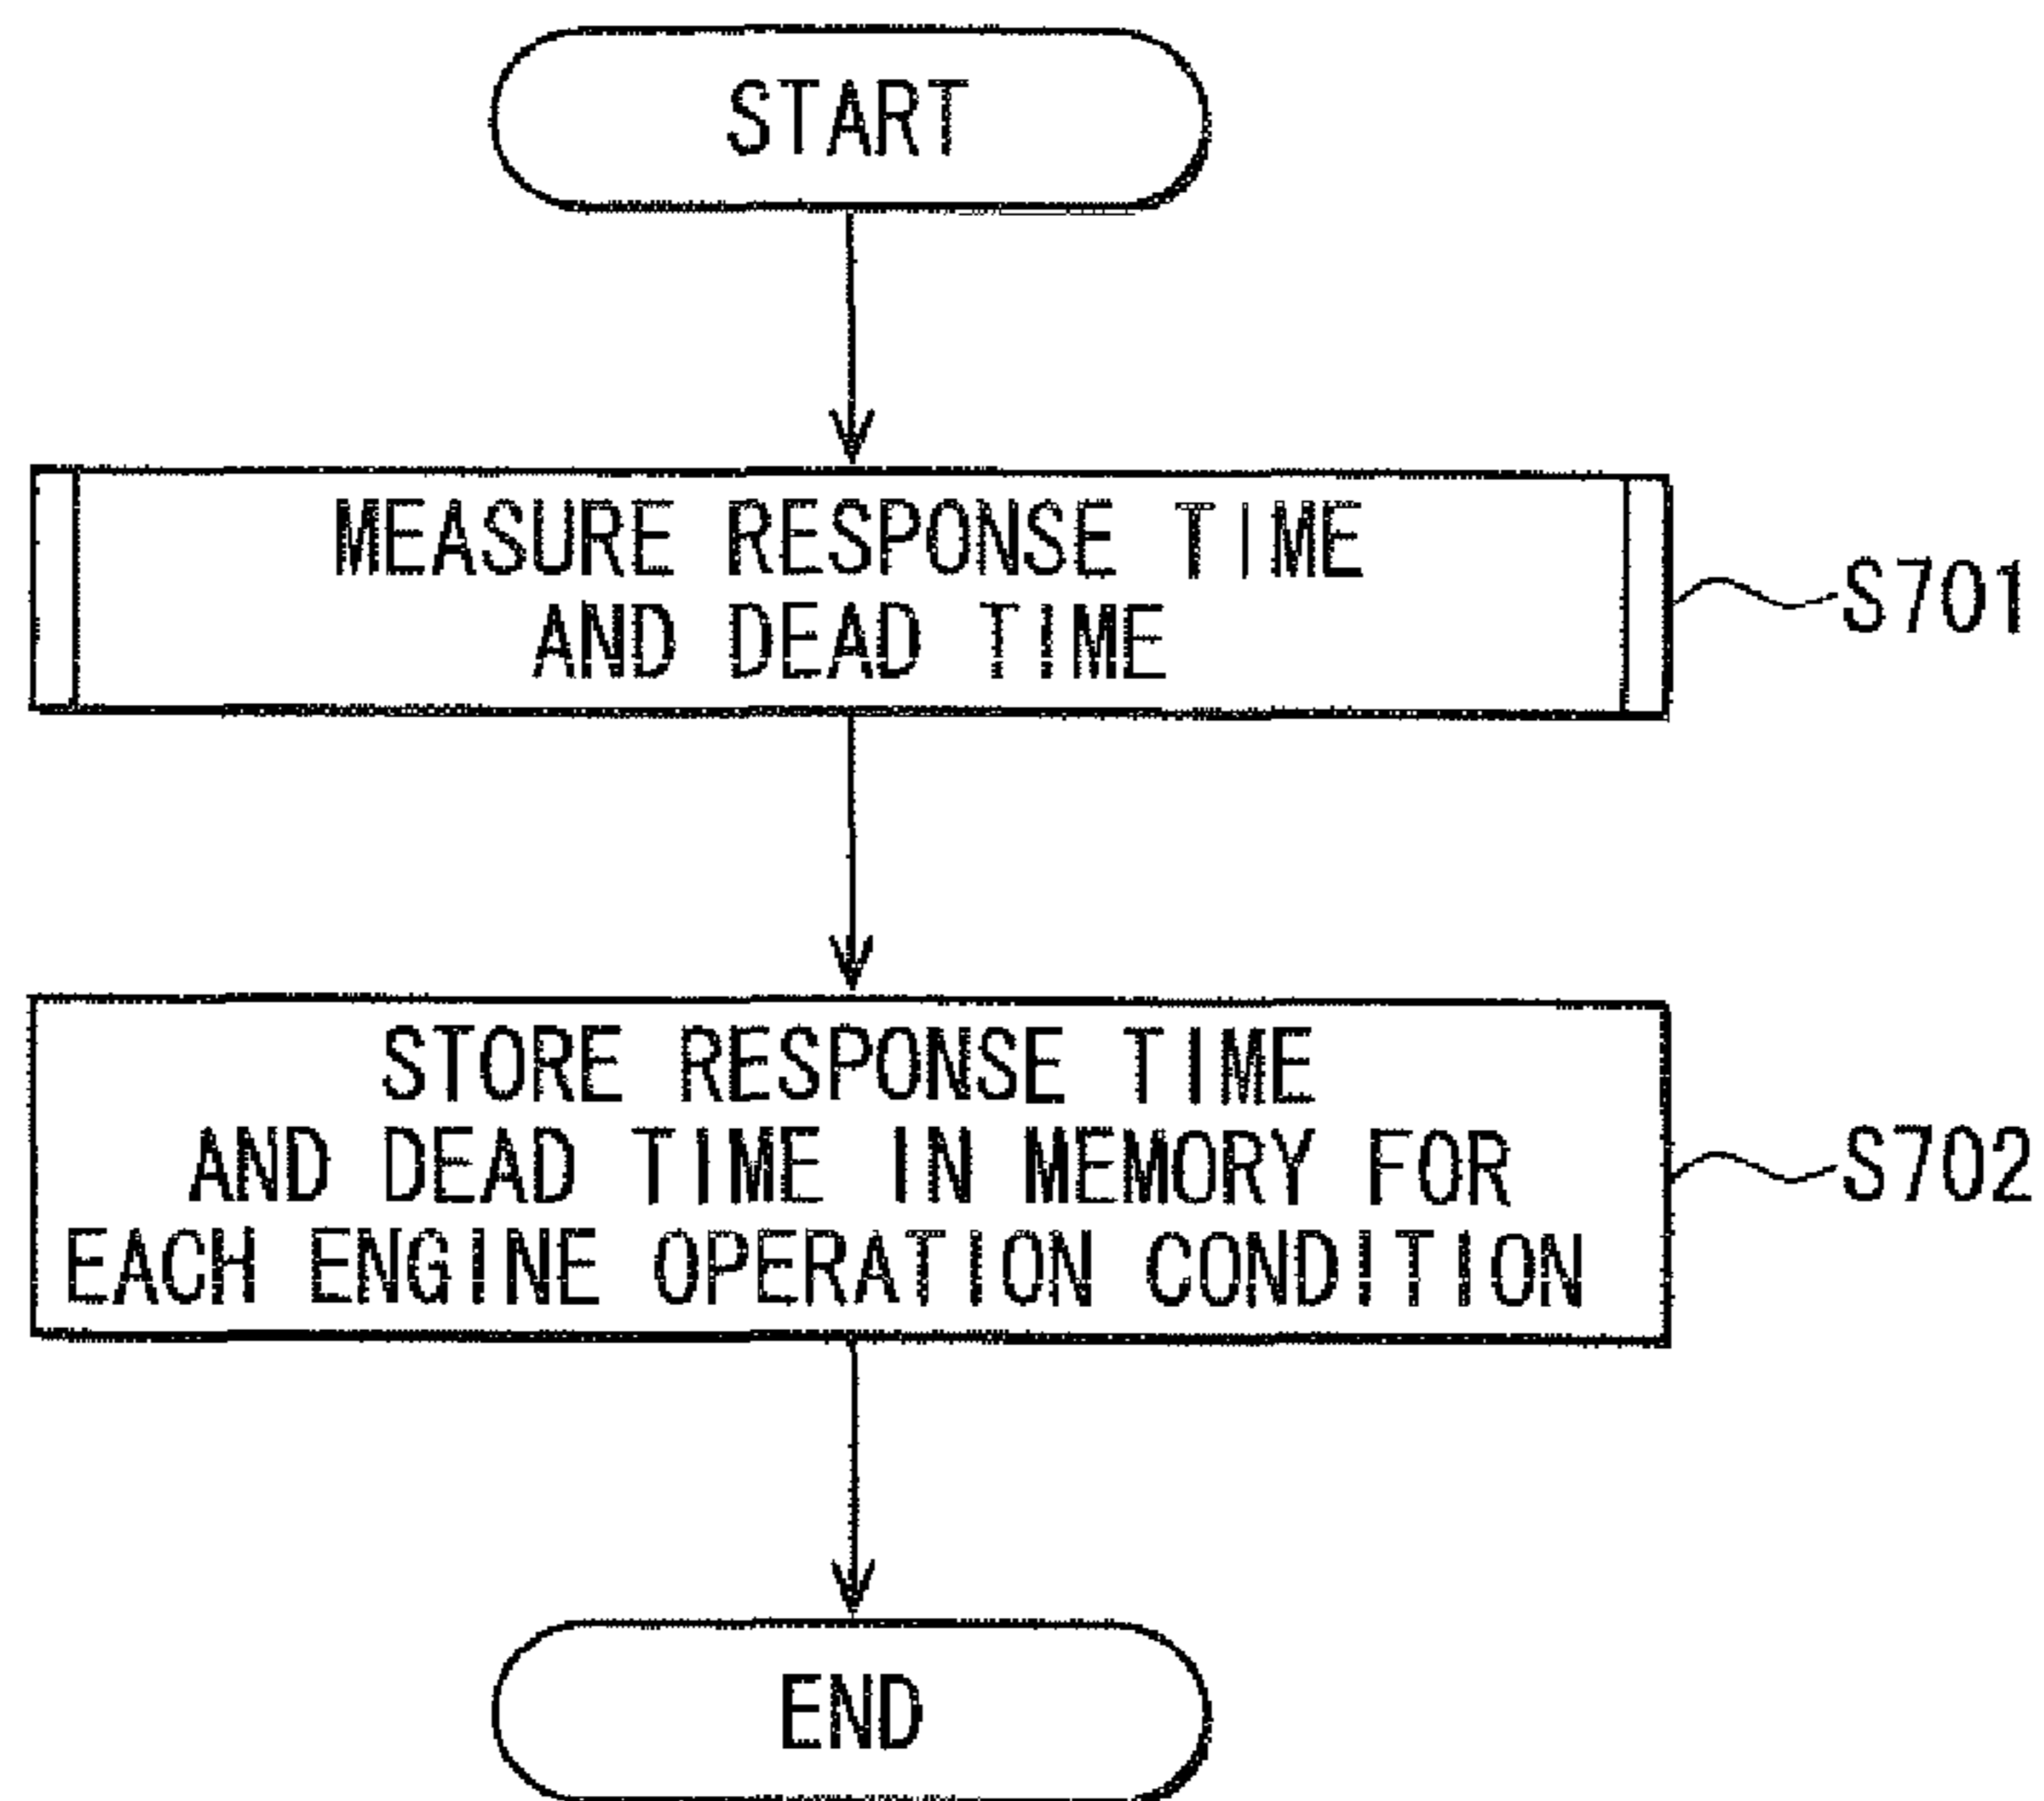 START
MEASURE RESPONSE TIME
AND DEAD TIME
S701
STORE RESPONSE TIME
AND DEAD TIME IN MEMORY FOR
EACH ENGINE OPERATION CONDITION
S702
END